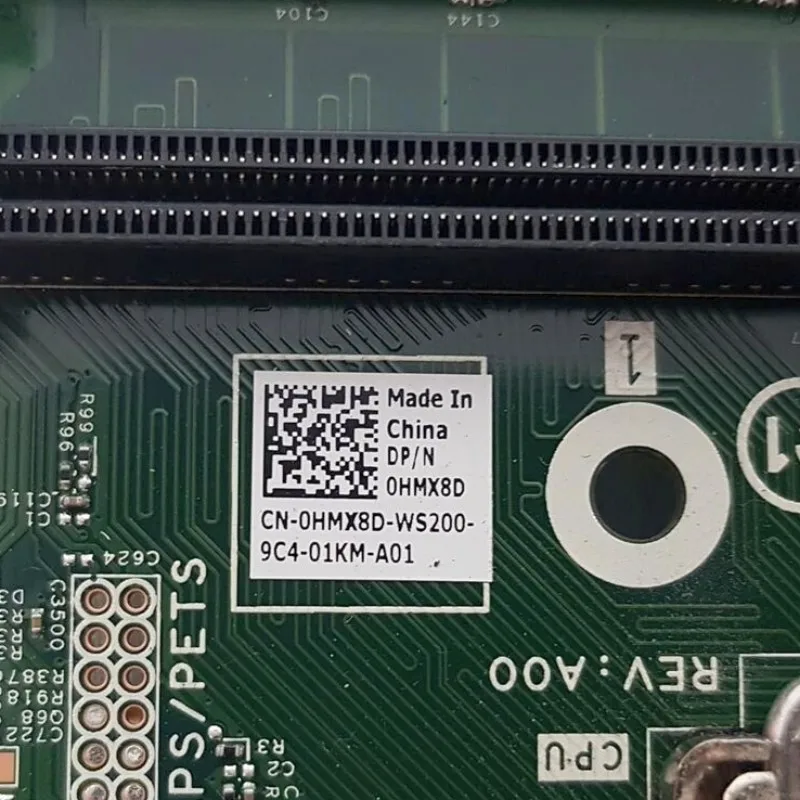 C104
C144
1
R99
R96
C119
C1
Made In
China
DP/N
0HMX8D
CN-0HMX8D-WS200-
9C4-01KM-A01
C624
C3500
R387
R918
Q68
C722
PS/PETS
REV:A00
R3
C2
CPU